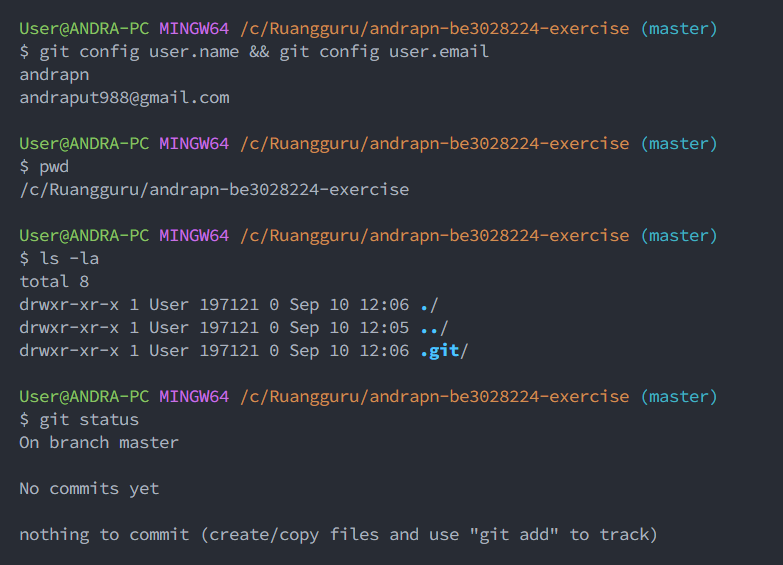 User@ANDRA-PC MINGW64 /c/Ruangguru/andrapn-be3028224-exercise (master)
$ git config user.name && git config user.email
andrapn
andraput988@gmail.com

User@ANDRA-PC MINGW64 /c/Ruangguru/andrapn-be3028224-exercise (master)
$ pwd
/c/Ruangguru/andrapn-be3028224-exercise

User@ANDRA-PC MINGW64 /c/Ruangguru/andrapn-be3028224-exercise (master)
$ ls -la
total 8
drwxr-xr-x 1 User 197121 0 Sep 10 12:06 ./
drwxr-xr-x 1 User 197121 0 Sep 10 12:05 ../
drwxr-xr-x 1 User 197121 0 Sep 10 12:06 .git/

User@ANDRA-PC MINGW64 /c/Ruangguru/andrapn-be3028224-exercise (master)
$ git status
On branch master

No commits yet

nothing to commit (create/copy files and use "git add" to track)